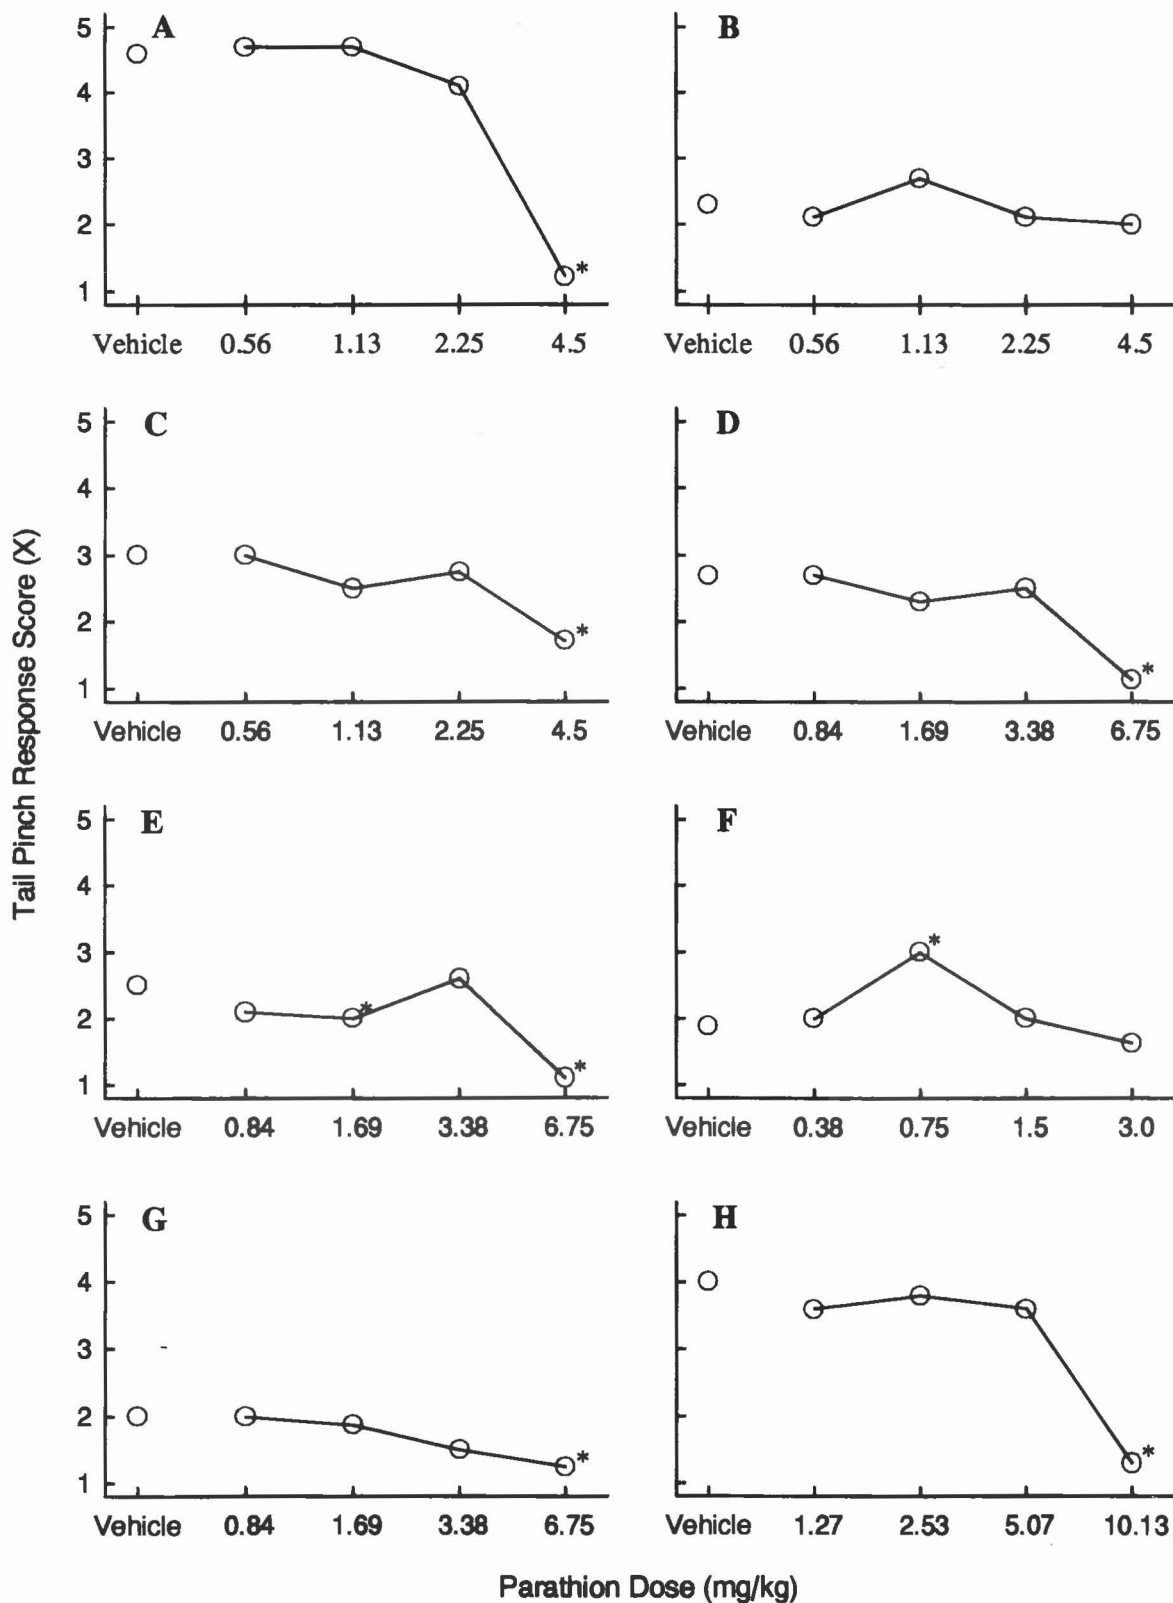 Tail Pinch Response Score (X)
A
5
4
3
2
1
*
Vehicle 0.56 1.13 2.25 4.5
B
Vehicle 0.56 1.13 2.25 4.5
C
5
4
3
2
1
*
Vehicle 0.56 1.13 2.25 4.5
D
*
Vehicle 0.84 1.69 3.38 6.75
E
5
4
3
2
1
*
*
Vehicle 0.84 1.69 3.38 6.75
F
*
Vehicle 0.38 0.75 1.5 3.0
G
5
4
3
2
1
*
Vehicle 0.84 1.69 3.38 6.75
H
*
Vehicle 1.27 2.53 5.07 10.13
Parathion Dose (mg/kg)